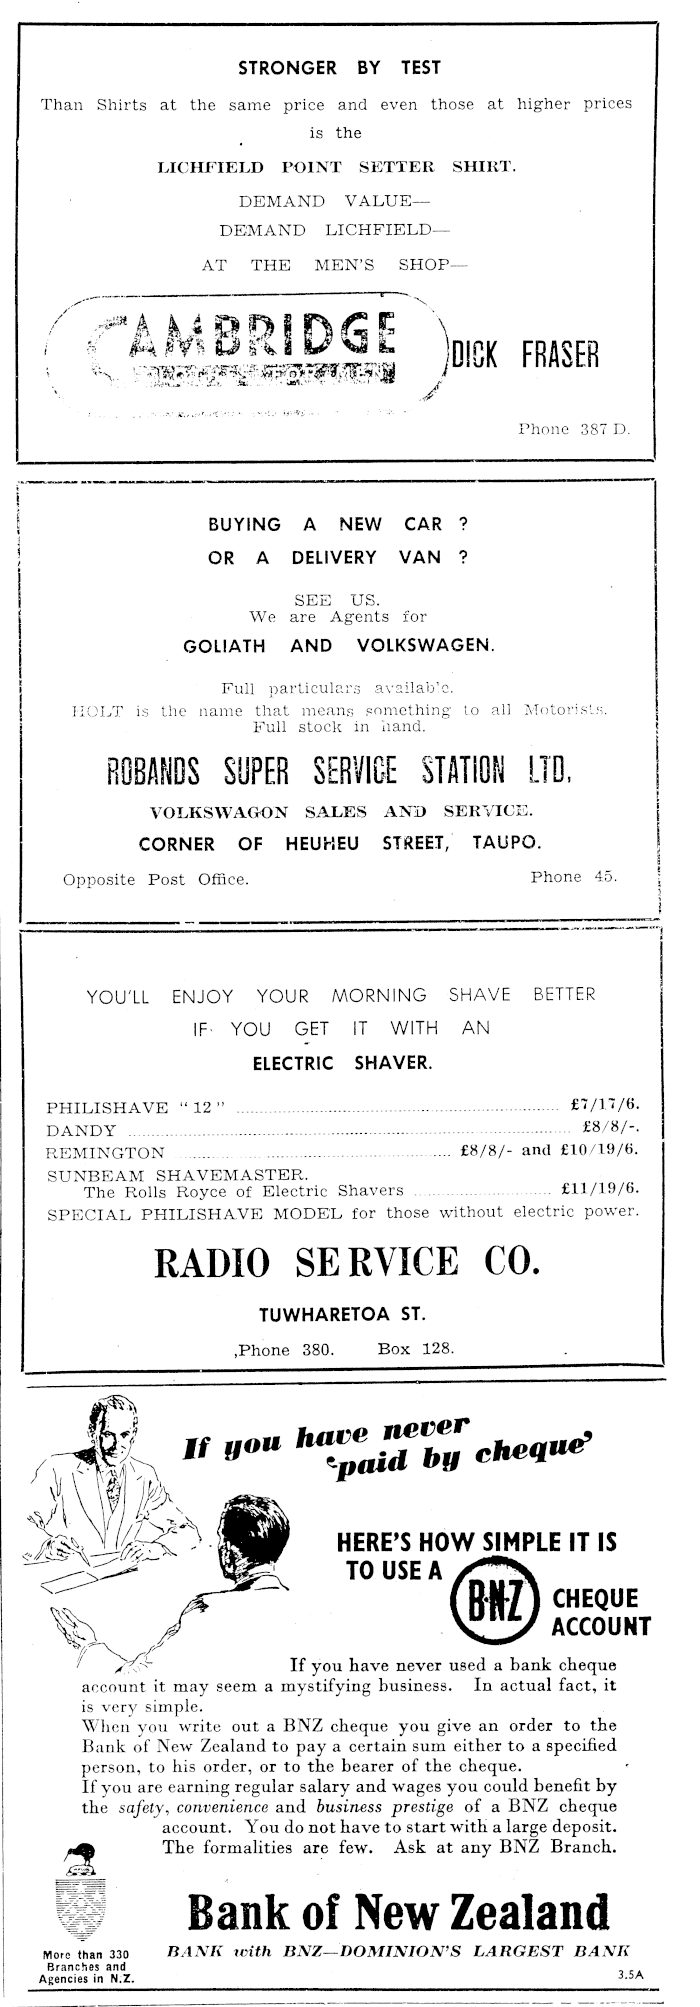 STRONGER BY TEST
Than Shirts at the same price and even those at higher prices
is the
LICHFIELD POINT SETTER SHIRT.
DEMAND VALUE—
DEMAND LICHFIELD—
AT THE MEN'S SHOP—
CAMBRIDGE
FOR MEN
DICK FRASER
Phone 387 D.
BUYING A NEW CAR ?
OR A DELIVERY VAN ?
SEE US.
We are Agents for
GOLIATH AND VOLKSWAGEN.
Full particulars available.
HOLT is the name that means something to all Motorists.
Full stock in hand.
ROBANDS SUPER SERVICE STATION LTD.
VOLKSWAGON SALES AND SERVICE.
CORNER OF HEUHEU STREET, TAUPO.
Opposite Post Office. Phone 45.
YOU'LL ENJOY YOUR MORNING SHAVE BETTER
IF YOU GET IT WITH AN
ELECTRIC SHAVER.
PHILISHAVE "12" ........ £7/17/6.
DANDY ........ £8/8/-.
REMINGTON ........ £8/8/- and £10/19/6.
SUNBEAM SHAVEMASTER.
The Rolls Royce of Electric Shavers ........ £11/19/6.
SPECIAL PHILISHAVE MODEL for those without electric power.
RADIO SERVICE CO.
TUWHARETOA ST.
Phone 380. Box 128.
If you have never
'paid by cheque'
HERE'S HOW SIMPLE IT IS
TO USE A B·N·Z CHEQUE
ACCOUNT
If you have never used a bank cheque
account it may seem a mystifying business. In actual fact, it
is very simple.
When you write out a BNZ cheque you give an order to the
Bank of New Zealand to pay a certain sum either to a specified
person, to his order, or to the bearer of the cheque.
If you are earning regular salary and wages you could benefit by
the safety, convenience and business prestige of a BNZ cheque
account. You do not have to start with a large deposit.
The formalities are few. Ask at any BNZ Branch.
Bank of New Zealand
BANK with BNZ—DOMINION'S LARGEST BANK
More than 330
Branches and
Agencies in N.Z.
3.5A